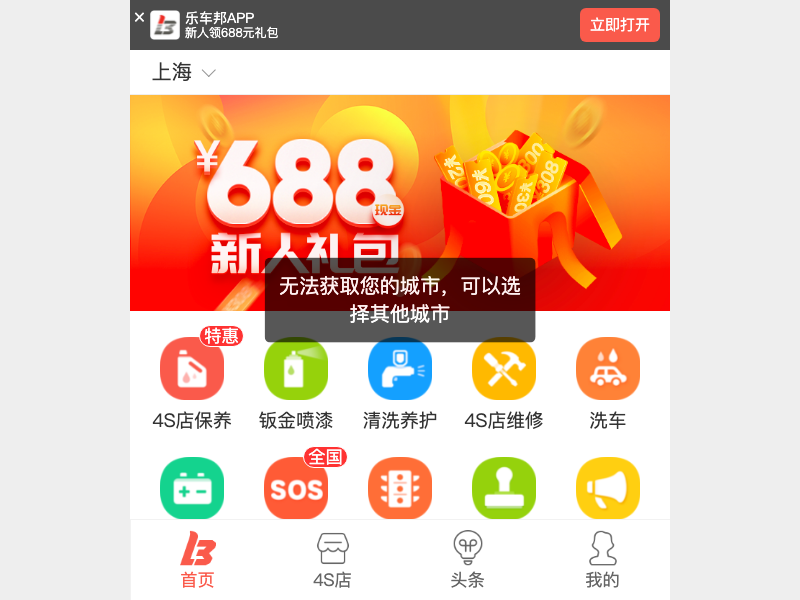 乐车邦APP
新人领688元礼包
立即打开
上海
¥688
现金
新人礼包
无法获取您的城市，可以选
择其他城市
特惠
4S店保养
钣金喷漆
清洗养护
4S店维修
洗车
全国
SOS
首页
4S店
头条
我的